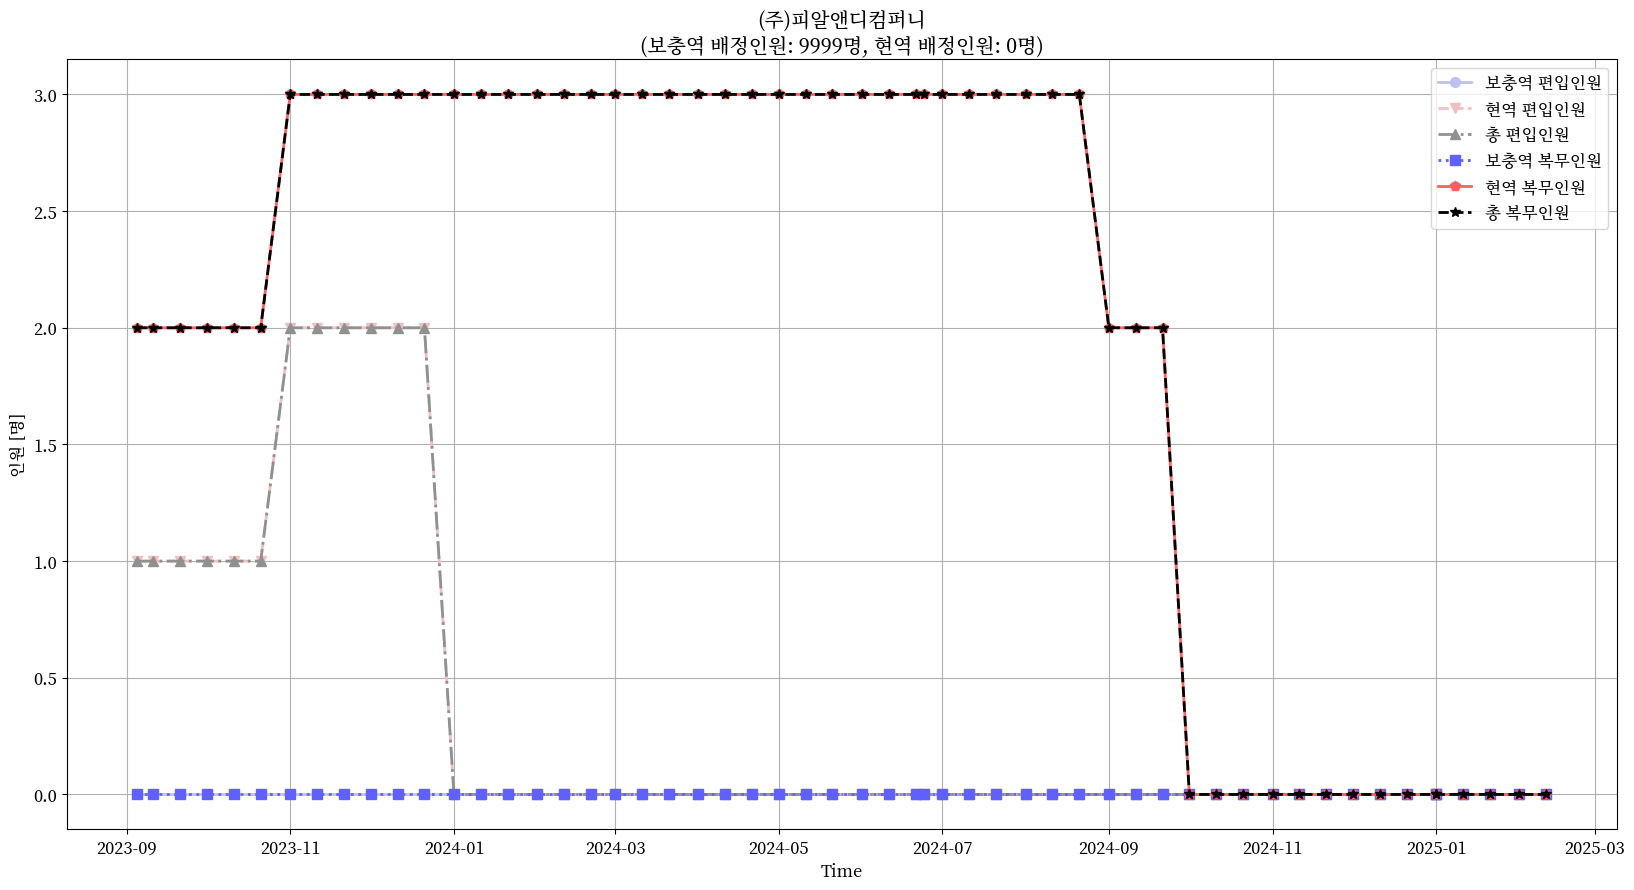 (주)피알앤디컴퍼니
(보충역 배정인원: 9999명, 현역 배정인원: 0명)
보충역 편입인원
현역 편입인원
총 편입인원
보충역 복무인원
현역 복무인원
총 복무인원
인원 [명]
3.0
2.5
2.0
1.5
1.0
0.5
0.0
2023-09
2023-11
2024-01
2024-03
2024-05
2024-07
2024-09
2024-11
2025-01
2025-03
Time